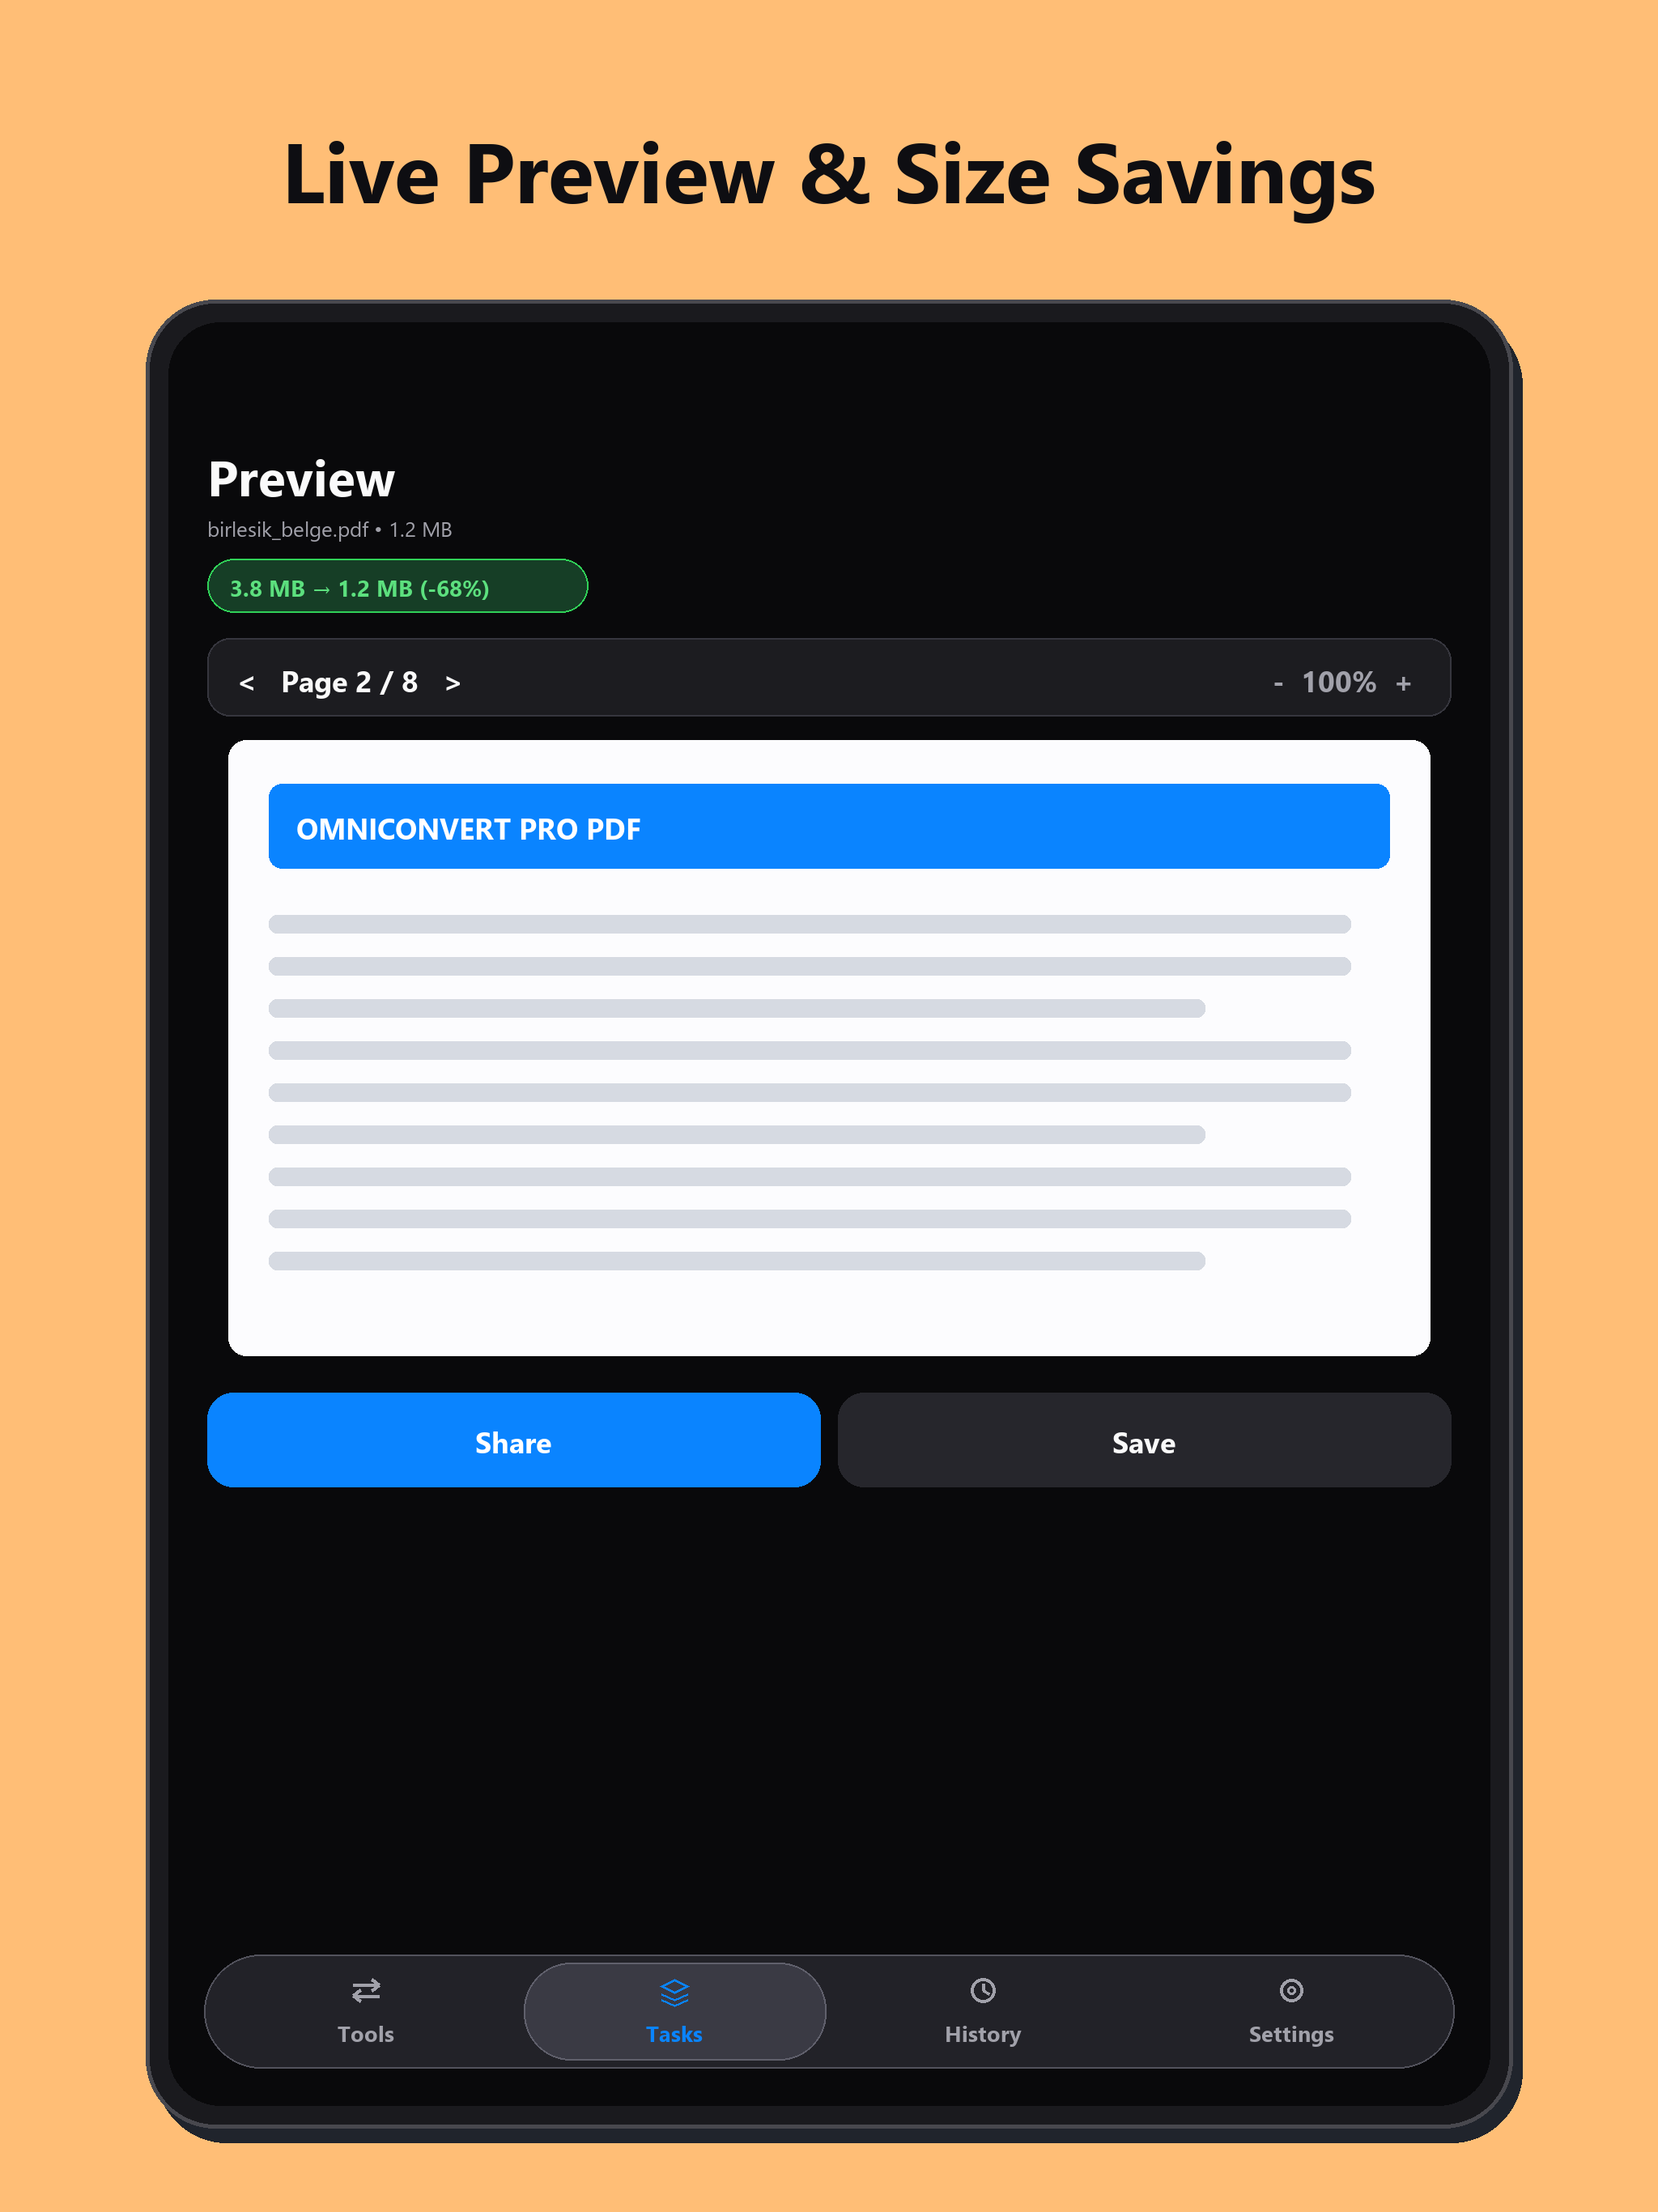 Live Preview & Size Savings
Preview
birlesik_belge.pdf • 1.2 MB
3.8 MB → 1.2 MB (-68%)
< Page 2 / 8 > - 100% +
OMNICONVERT PRO PDF
Share Save
Tools Tasks History Settings